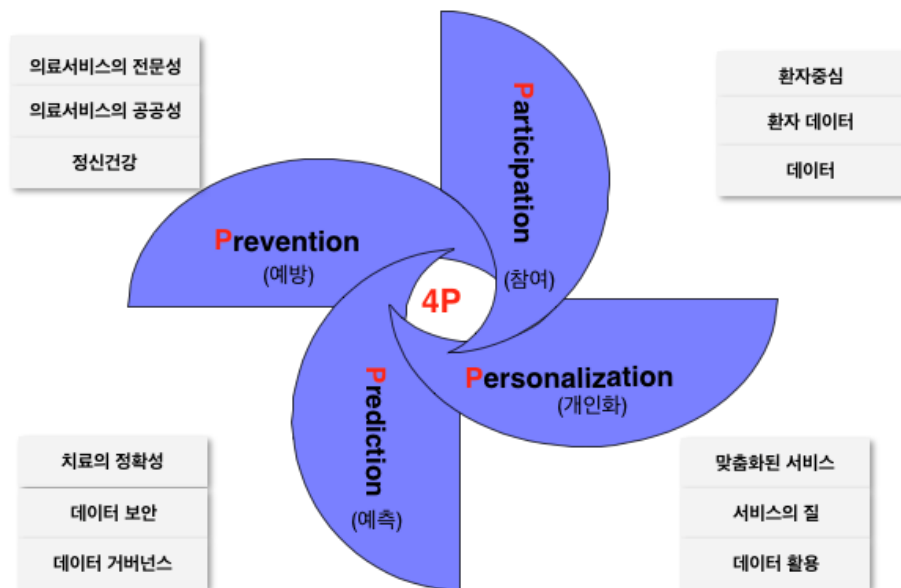 의료서비스의 전문성
의료서비스의 공공성
정신건강
환자중심
환자 데이터
데이터
Participation
(참여)
Prevention
(예방)
4P
Personalization
(개인화)
Prediction
(예측)
치료의 정확성
데이터 보안
데이터 거버넌스
맞춤화된 서비스
서비스의 질
데이터 활용